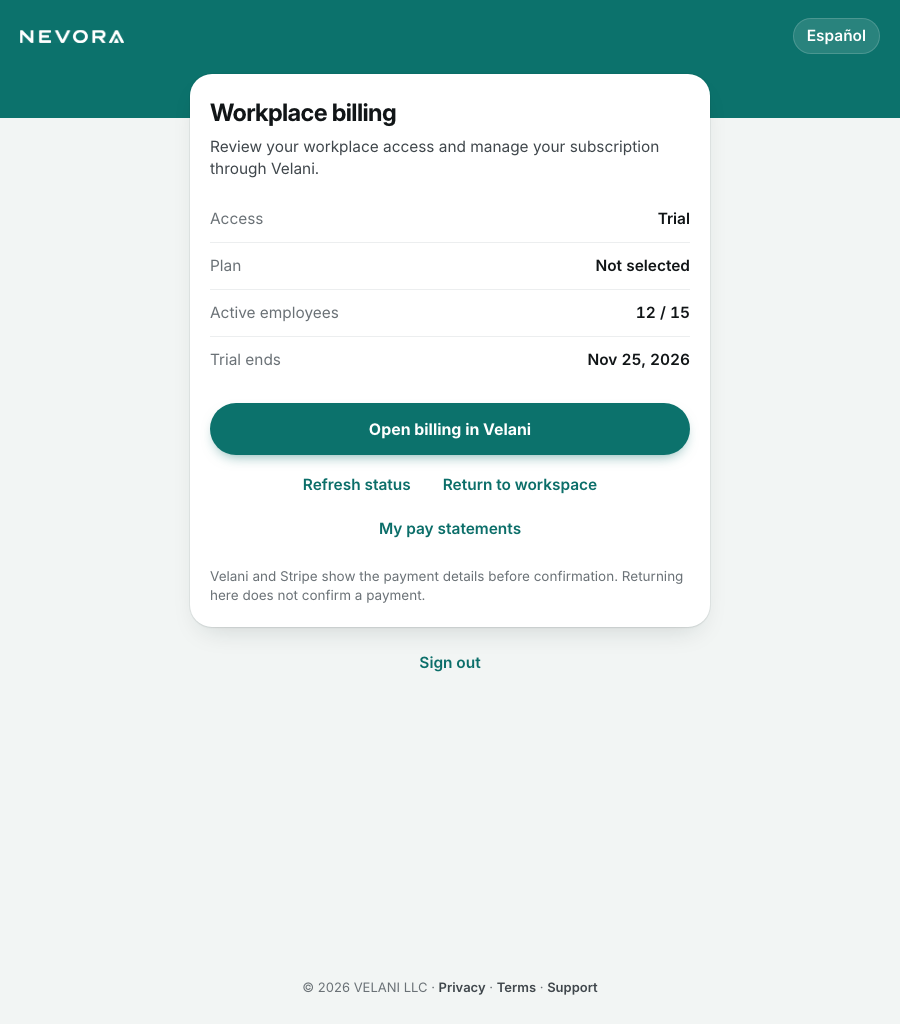 NEVORA
Español
Workplace billing
Review your workplace access and manage your subscription
through Velani.
Access Trial
Plan Not selected
Active employees 12 / 15
Trial ends Nov 25, 2026
Open billing in Velani
Refresh status Return to workspace
My pay statements
Velani and Stripe show the payment details before confirmation. Returning
here does not confirm a payment.
Sign out
© 2026 VELANI LLC · Privacy · Terms · Support